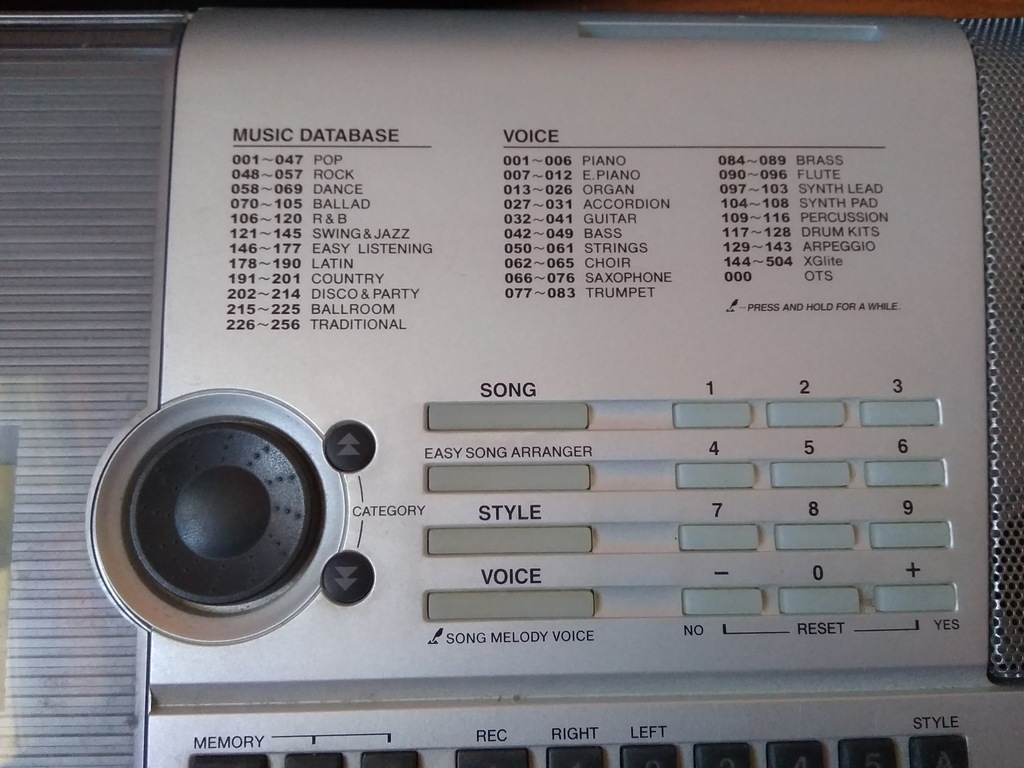 MUSIC DATABASE
001~047 POP
048~057 ROCK
058~069 DANCE
070~105 BALLAD
106~120 R & B
121~145 SWING&JAZZ
146~177 EASY LISTENING
178~190 LATIN
191~201 COUNTRY
202~214 DISCO & PARTY
215~225 BALLROOM
226~256 TRADITIONAL
VOICE
001~006 PIANO
007~012 E.PIANO
013~026 ORGAN
027~031 ACCORDION
032~041 GUITAR
042~049 BASS
050~061 STRINGS
062~065 CHOIR
066~076 SAXOPHONE
077~083 TRUMPET
084~089 BRASS
090~096 FLUTE
097~103 SYNTH LEAD
104~108 SYNTH PAD
109~116 PERCUSSION
117~128 DRUM KITS
129~143 ARPEGGIO
144~504 XGlite
000 OTS
–PRESS AND HOLD FOR A WHILE.
SONG 1 2 3
EASY SONG ARRANGER 4 5 6
CATEGORY
STYLE 7 8 9
VOICE − 0 +
SONG MELODY VOICE NO RESET YES
MEMORY REC RIGHT LEFT STYLE
4 5 A